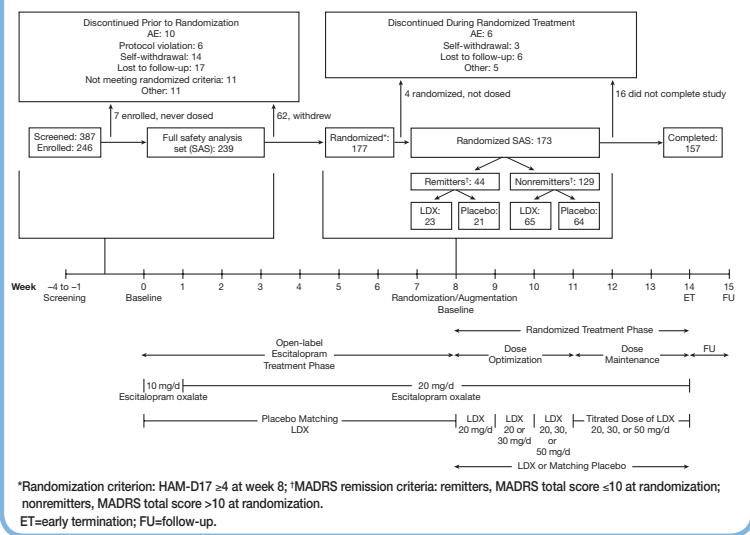 Discontinued Prior to Randomization
AE: 10
Protocol violation: 6
Self-withdrawal: 14
Lost to follow-up: 17
Not meeting randomized criteria: 11
Other: 11
Discontinued During Randomized Treatment
AE: 6
Self-withdrawal: 3
Lost to follow-up: 6
Other: 5
7 enrolled, never dosed
62, withdrew
4 randomized, not dosed
16 did not complete study
Screened: 387
Enrolled: 246
Full safety analysis
set (SAS): 239
Randomized*:
177
Randomized SAS: 173
Completed:
157
Remitters†: 44
Nonremitters†: 129
LDX:
23
Placebo:
21
LDX:
65
Placebo:
64
Week −4 to −1 0 1 2 3 4 5 6 7 8 9 10 11 12 13 14 15
Screening Baseline Randomization/Augmentation ET FU
Baseline
Randomized Treatment Phase
Open-label
Escitalopram
Treatment Phase
Dose
Optimization
Dose
Maintenance
FU
10 mg/d
Escitalopram oxalate
20 mg/d
Escitalopram oxalate
Placebo Matching
LDX
LDX
20 mg/d
LDX
20 or
30 mg/d
LDX
20, 30,
or
50 mg/d
Titrated Dose of LDX
20, 30, or 50 mg/d
LDX or Matching Placebo
*Randomization criterion: HAM-D17 ≥4 at week 8; †MADRS remission criteria: remitters, MADRS total score ≤10 at randomization;
nonremitters, MADRS total score >10 at randomization.
ET=early termination; FU=follow-up.